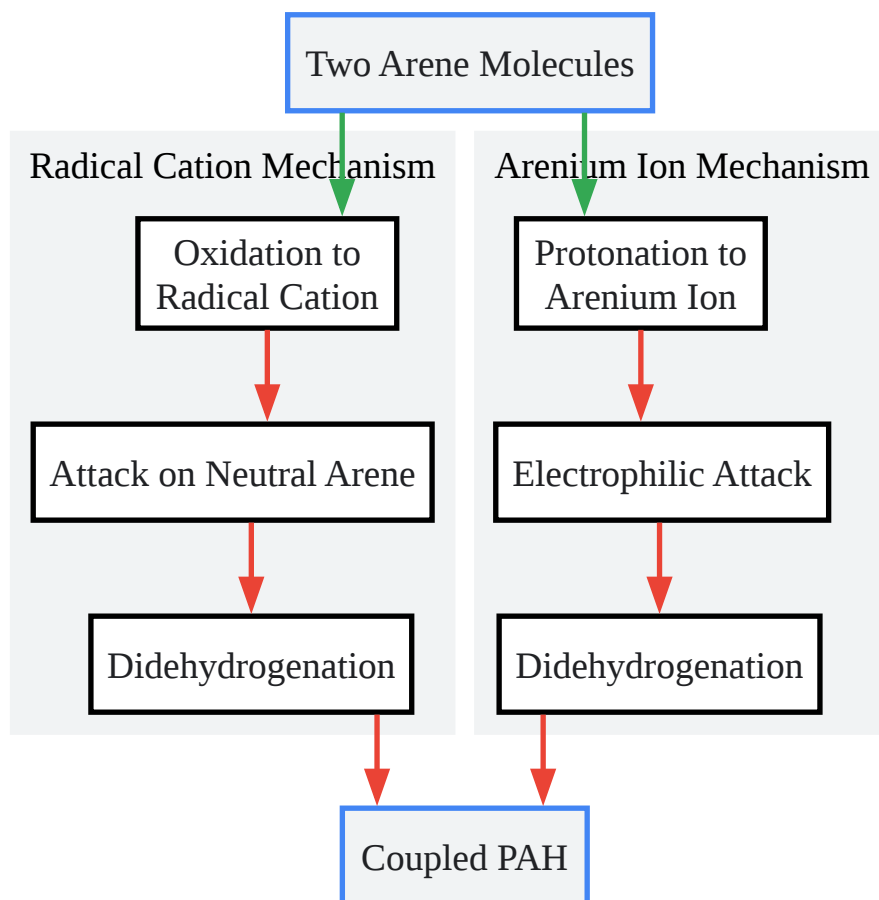 Two Arene Molecules
Radical Cation Mechanism
Oxidation to
Radical Cation
Attack on Neutral Arene
Didehydrogenation
Arenium Ion Mechanism
Protonation to
Arenium Ion
Electrophilic Attack
Didehydrogenation
Coupled PAH